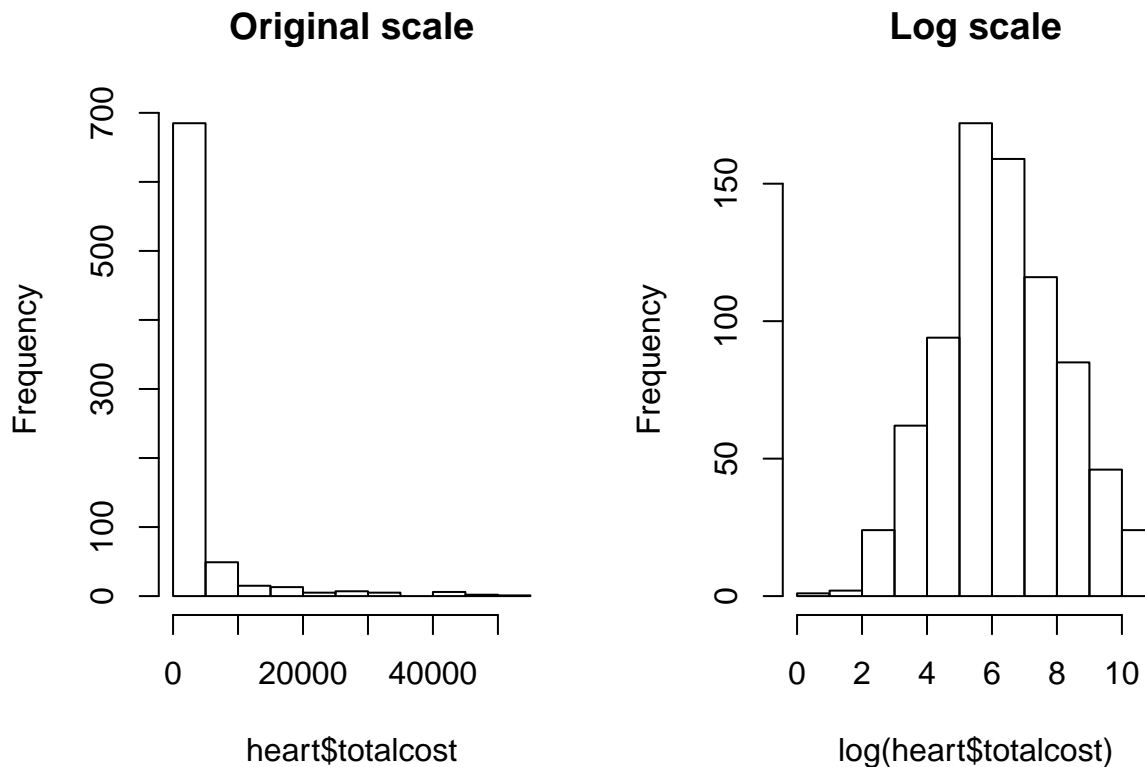 Original scale
Frequency
700
500
300
100
0
0 20000 40000
heart$totalcost
Log scale
Frequency
150
100
50
0
0 2 4 6 8 10
log(heart$totalcost)